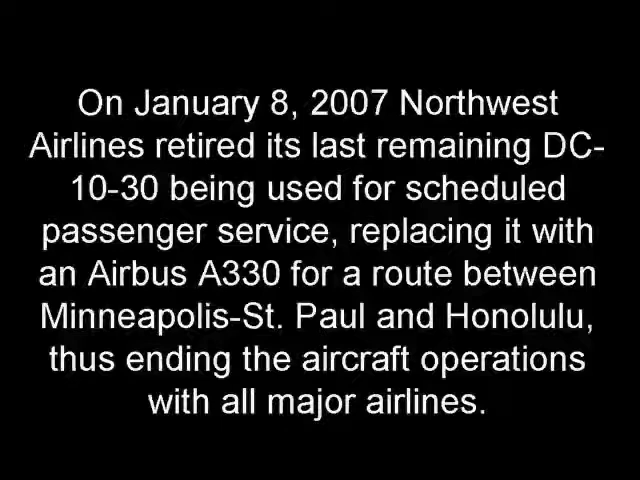 On January 8, 2007 Northwest
Airlines retired its last remaining DC-
10-30 being used for scheduled
passenger service, replacing it with
an Airbus A330 for a route between
Minneapolis-St. Paul and Honolulu,
thus ending the aircraft operations
with all major airlines.